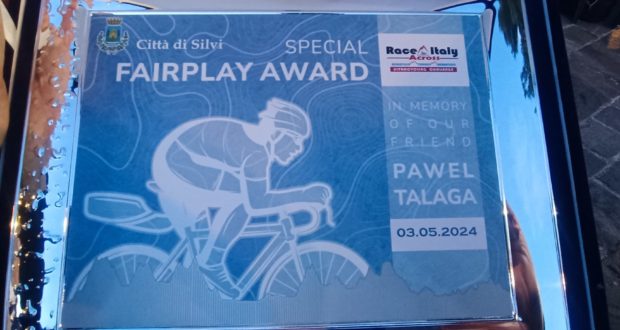 Città di Silvi
SPECIAL
FAIRPLAY AWARD
Race Italy
Across
IN MEMORY
OF OUR
FRIEND
PAWEL
TALAGA
03.05.2024